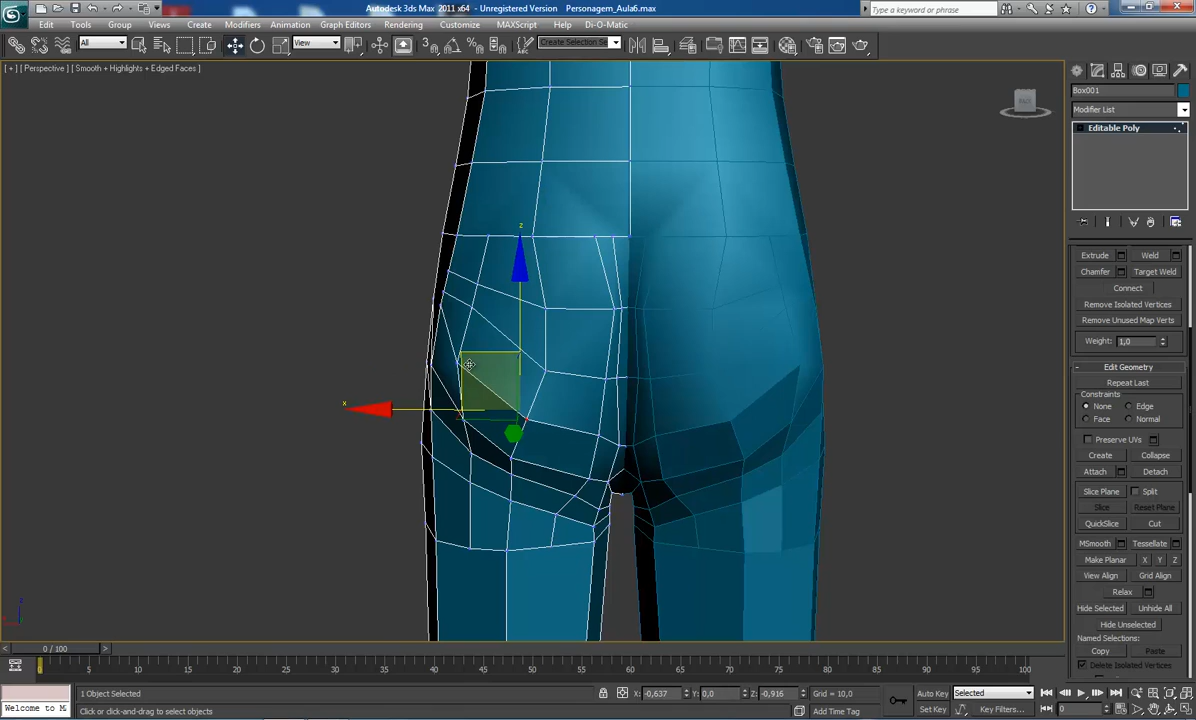 Autodesk 3ds Max 2011 x64 - Unregistered Version Personagem_Aula6.max
Type a keyword or phrase
Edit Tools Group Views Create Modifiers Animation Graph Editors Rendering Customize MAXScript Help Di-O-Matic
All View Create Selection Se
[ + ] [ Perspective ] [ Smooth + Highlights + Edged Faces ]
BACK
Box001
Modifier List
Editable Poly
Extrude Weld
Chamfer Target Weld
Connect
Remove Isolated Vertices
Remove Unused Map Verts
Weight: 1,0
- Edit Geometry
Repeat Last
Constraints
None Edge
Face Normal
Preserve UVs
Create Collapse
Attach Detach
Slice Plane Split
Slice Reset Plane
QuickSlice Cut
MSmooth Tessellate
Make Planar X Y Z
View Align Grid Align
Relax
Hide Selected Unhide All
Hide Unselected
Named Selections:
Copy Paste
Delete Isolated Vertices
z
x
z
0 / 100
0 5 10 15 20 25 30 35 40 45 50 55 60 65 70 75 80 85 90 95 100
1 Object Selected X: -0,637 Y: 0,0 Z: -0,916 Grid = 10,0 Auto Key Selected
Welcome to M Click or click-and-drag to select objects Add Time Tag Set Key Key Filters... 0